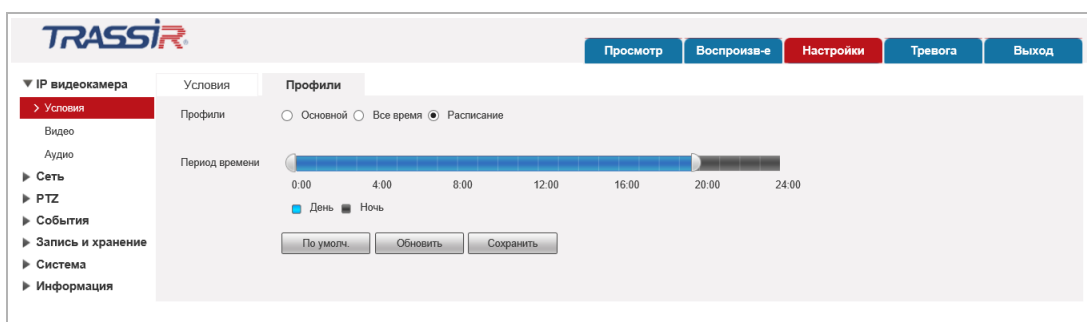 TRASSIR
Просмотр Воспроизв-е Настройки Тревога Выход
IP видеокамера
Условия Профили
Условия
Профили Основной Все время Расписание
Видео
Аудио
Период времени
Сеть
0:00 4:00 8:00 12:00 16:00 20:00 24:00
PTZ
День Ночь
События
Запись и хранение
По умолч. Обновить Сохранить
Система
Информация